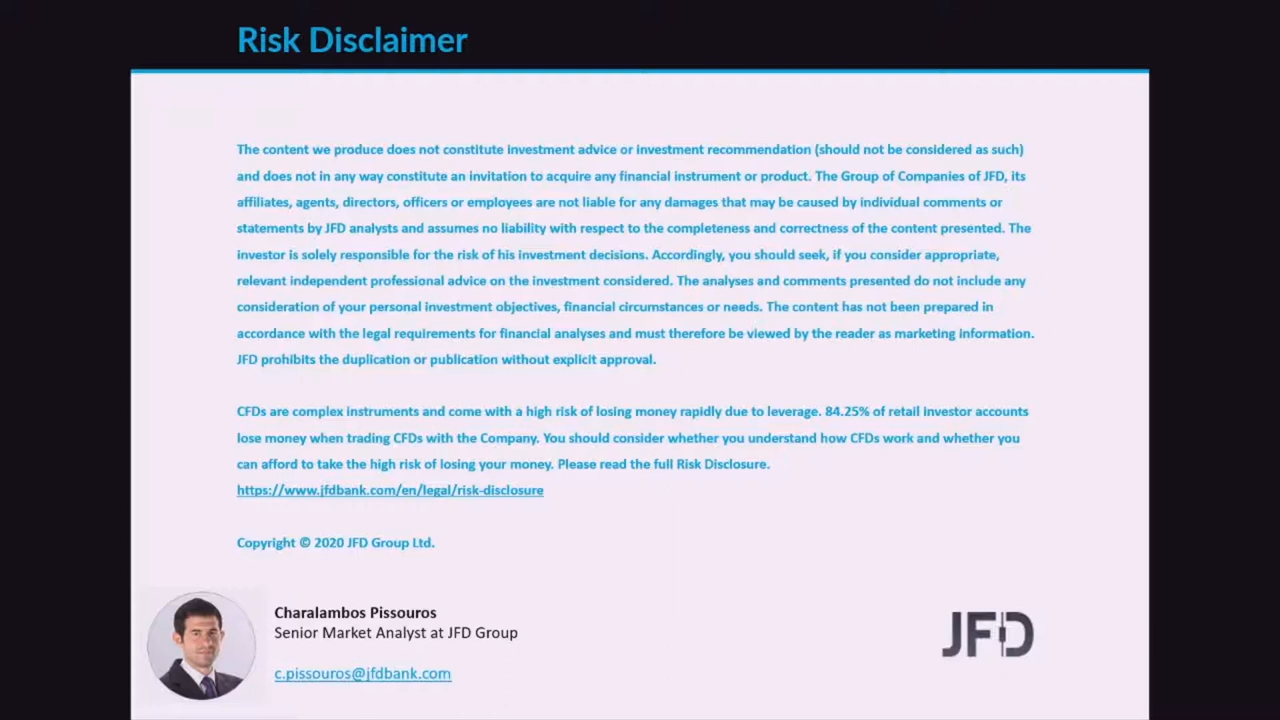 Risk Disclaimer
The content we produce does not constitute investment advice or investment recommendation (should not be considered as such)
and does not in any way constitute an invitation to acquire any financial instrument or product. The Group of Companies of JFD, its
affiliates, agents, directors, officers or employees are not liable for any damages that may be caused by individual comments or
statements by JFD analysts and assumes no liability with respect to the completeness and correctness of the content presented. The
investor is solely responsible for the risk of his investment decisions. Accordingly, you should seek, if you consider appropriate,
relevant independent professional advice on the investment considered. The analyses and comments presented do not include any
consideration of your personal investment objectives, financial circumstances or needs. The content has not been prepared in
accordance with the legal requirements for financial analyses and must therefore be viewed by the reader as marketing information.
JFD prohibits the duplication or publication without explicit approval.
CFDs are complex instruments and come with a high risk of losing money rapidly due to leverage. 84.25% of retail investor accounts
lose money when trading CFDs with the Company. You should consider whether you understand how CFDs work and whether you
can afford to take the high risk of losing your money. Please read the full Risk Disclosure.
https://www.jfdbank.com/en/legal/risk-disclosure
Copyright © 2020 JFD Group Ltd.
Charalambos Pissouros
Senior Market Analyst at JFD Group
c.pissouros@jfdbank.com
JFD